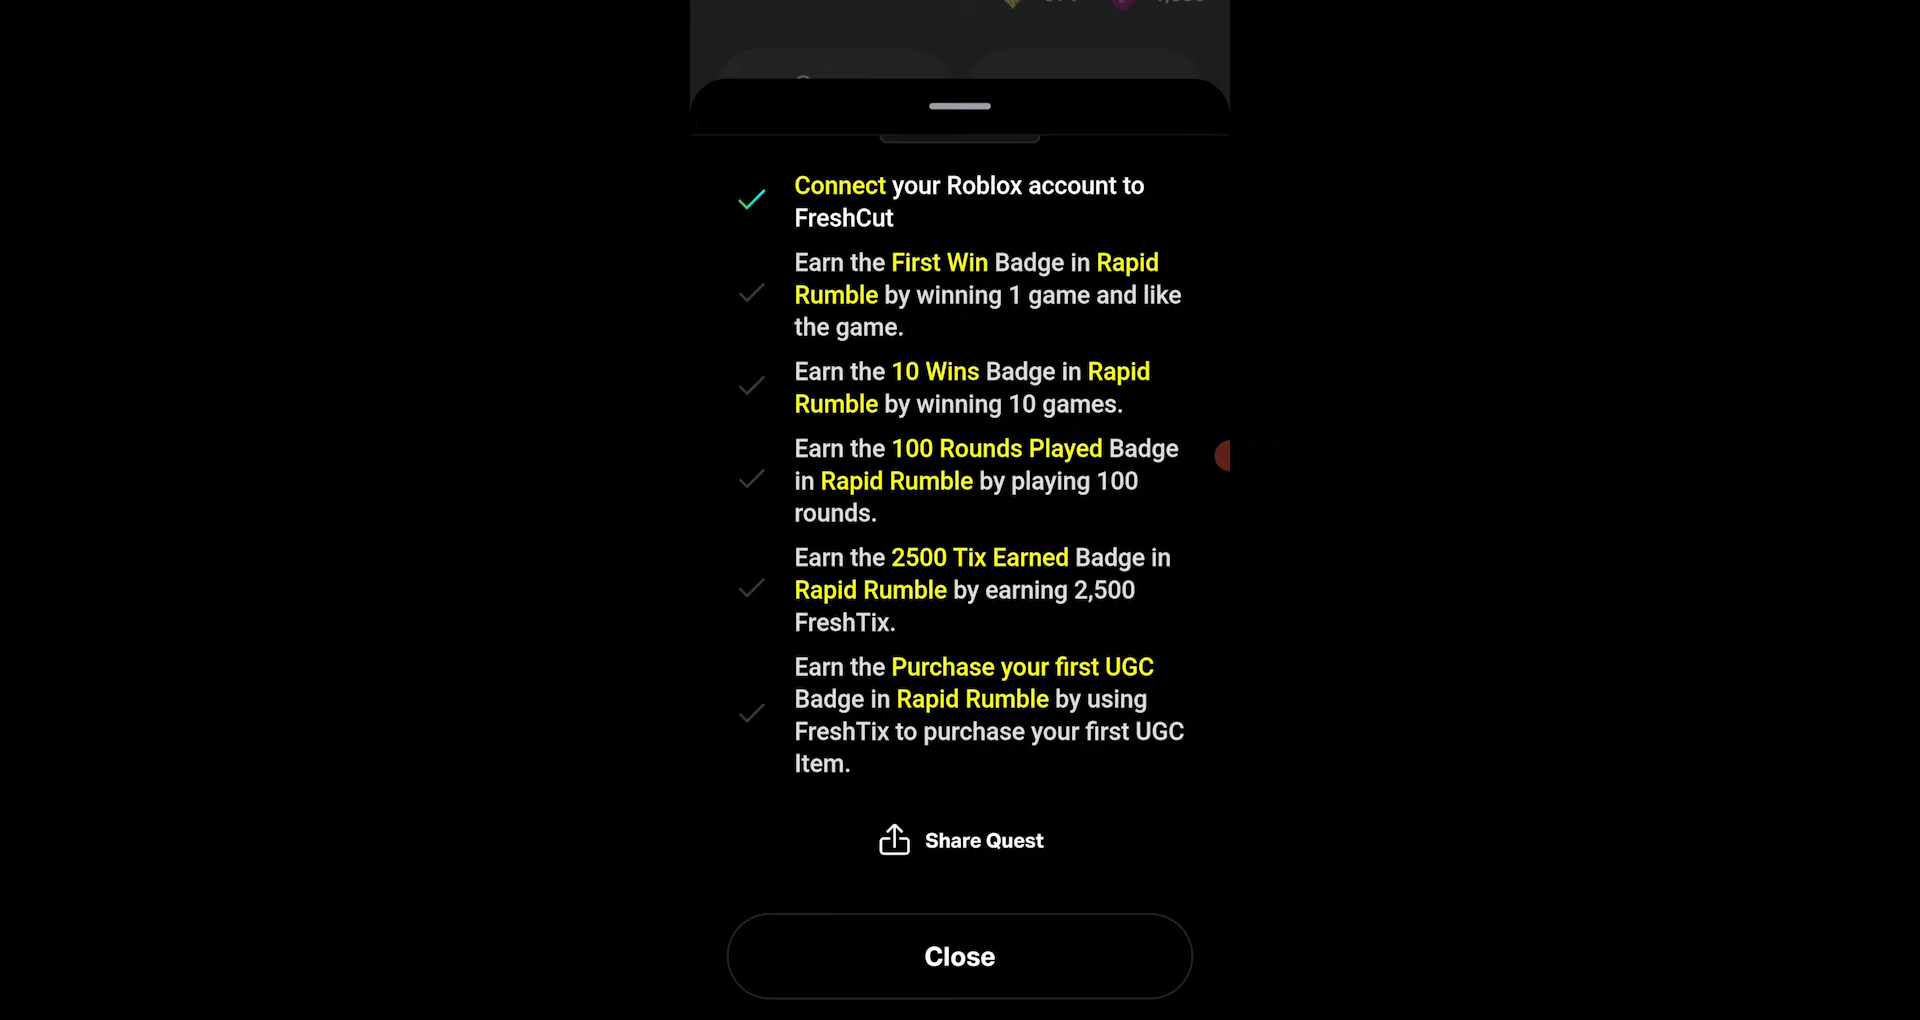 Connect your Roblox account to
FreshCut
Earn the First Win Badge in Rapid
Rumble by winning 1 game and like
the game.
Earn the 10 Wins Badge in Rapid
Rumble by winning 10 games.
Earn the 100 Rounds Played Badge
in Rapid Rumble by playing 100
rounds.
Earn the 2500 Tix Earned Badge in
Rapid Rumble by earning 2,500
FreshTix.
Earn the Purchase your first UGC
Badge in Rapid Rumble by using
FreshTix to purchase your first UGC
Item.
Share Quest
Close